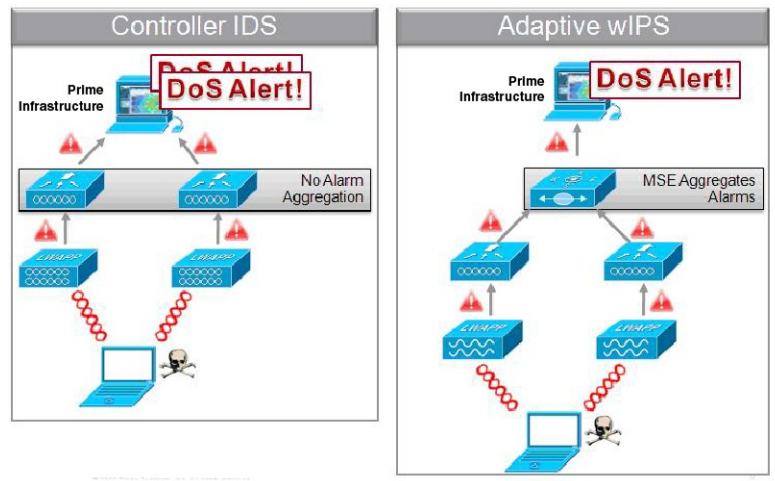 Controller IDS
DoS Alert!
DoS Alert!
Prime
Infrastructure
No Alarm
Aggregation
LWAPP
LWAPP
Adaptive wIPS
DoS Alert!
Prime
Infrastructure
MSE Aggregates
Alarms
LWAPP
LWAPP